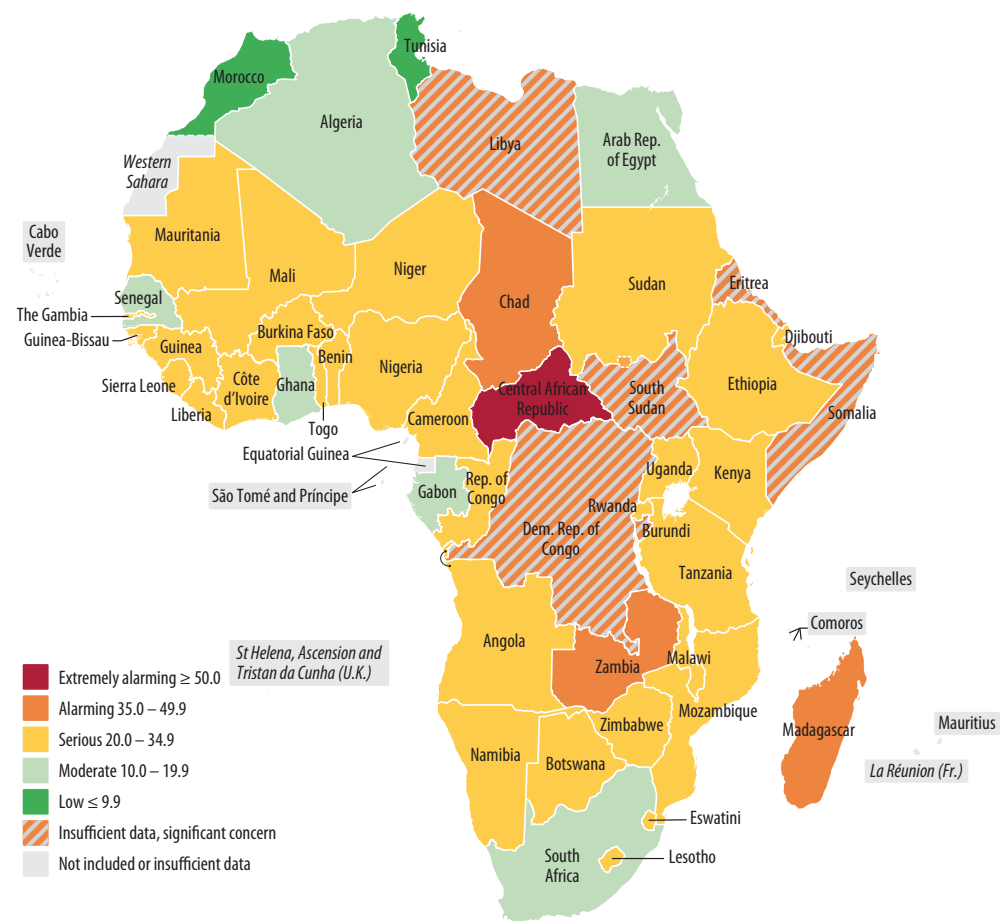 Tunisia
Morocco
Algeria
Libya
Arab Rep.
of Egypt
Western
Sahara
Cabo
Verde
Mauritania
Mali
Niger
Chad
Sudan
Eritrea
Senegal
The Gambia
Guinea-Bissau
Guinea
Sierra Leone
Liberia
Côte
d'Ivoire
Burkina Faso
Ghana
Benin
Togo
Nigeria
Cameroon
Central African
Republic
South
Sudan
Ethiopia
Djibouti
Somalia
Equatorial Guinea
São Tomé and Príncipe
Gabon
Rep. of
Congo
Dem. Rep. of
Congo
Uganda
Kenya
Rwanda
Burundi
Tanzania
Seychelles
Comoros
Angola
Zambia
Malawi
Mozambique
Zimbabwe
Madagascar
Mauritius
La Réunion (Fr.)
Namibia
Botswana
Eswatini
Lesotho
South
Africa
St Helena, Ascension and
Tristan da Cunha (U.K.)
Extremely alarming ≥ 50.0
Alarming 35.0 – 49.9
Serious 20.0 – 34.9
Moderate 10.0 – 19.9
Low ≤ 9.9
Insufficient data, significant concern
Not included or insufficient data